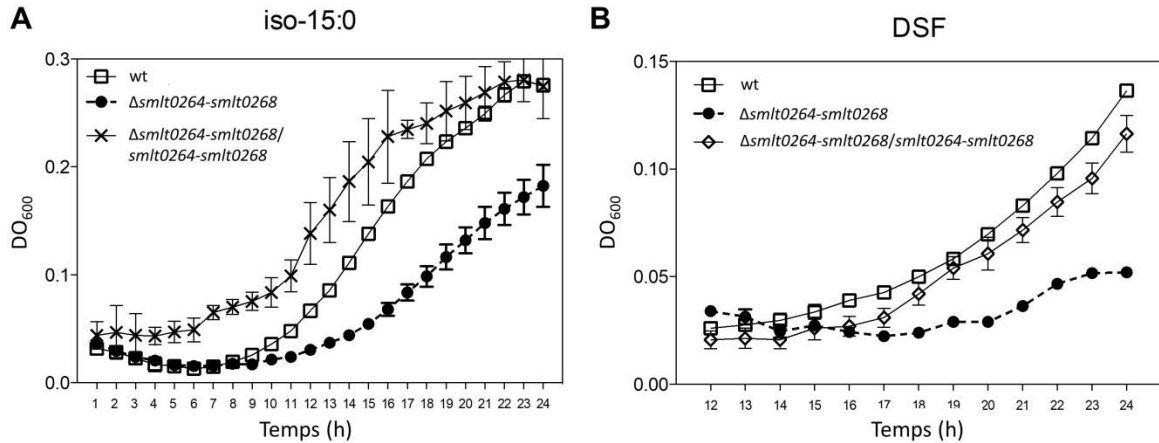 A
iso-15:0
0.3
0.2
0.1
0.0
DO600
wt
Δsmlt0264-smlt0268
Δsmlt0264-smlt0268/
smlt0264-smlt0268
1 2 3 4 5 6 7 8 9 10 11 12 13 14 15 16 17 18 19 20 21 22 23 24
Temps (h)
B
DSF
0.15
0.10
0.05
0.00
DO600
wt
Δsmlt0264-smlt0268
Δsmlt0264-smlt0268/smlt0264-smlt0268
12 13 14 15 16 17 18 19 20 21 22 23 24
Temps (h)